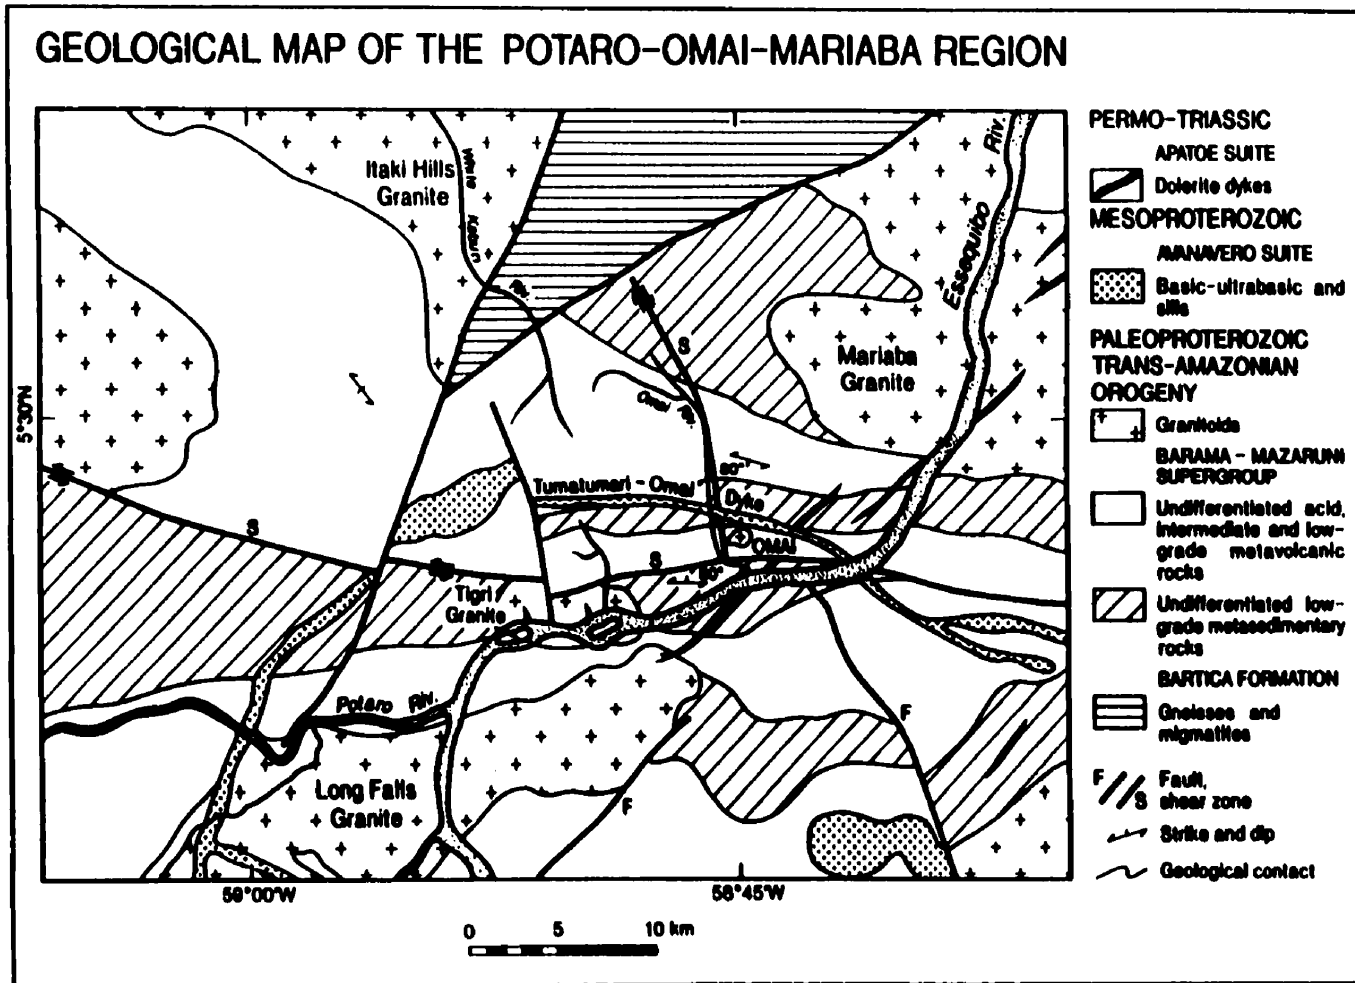 GEOLOGICAL MAP OF THE POTARO-OMAI-MARIABA REGION
PERMO-TRIASSIC
APATOE SUITE
Dolerite dykes
MESOPROTEROZOIC
AVANAVERO SUITE
Basic-ultrabasic and
sills
PALEOPROTEROZOIC
TRANS-AMAZONIAN
OROGENY
Granitoids
BARAMA - MAZARUNI
SUPERGROUP
Undifferentiated acid,
intermediate and low-
grade metavolcanic
rocks
Undifferentiated low-
grade metasedimentary
rocks
BARTICA FORMATION
Gneisses and
migmatites
F S Fault,
shear zone
Strike and dip
Geological contact
Itaki Hills
Granite
Riv.
Essequibo
Riv.
Mariaba
Granite
S
Omai
Riv.
5°30'N
80°
Tumatumari - Omai
Dyke
OMAI
S
S
80°
Tigri
Granite
Potaro Riv.
F
F
Long Falls
Granite
59°00'W
58°45'W
0 5 10 km